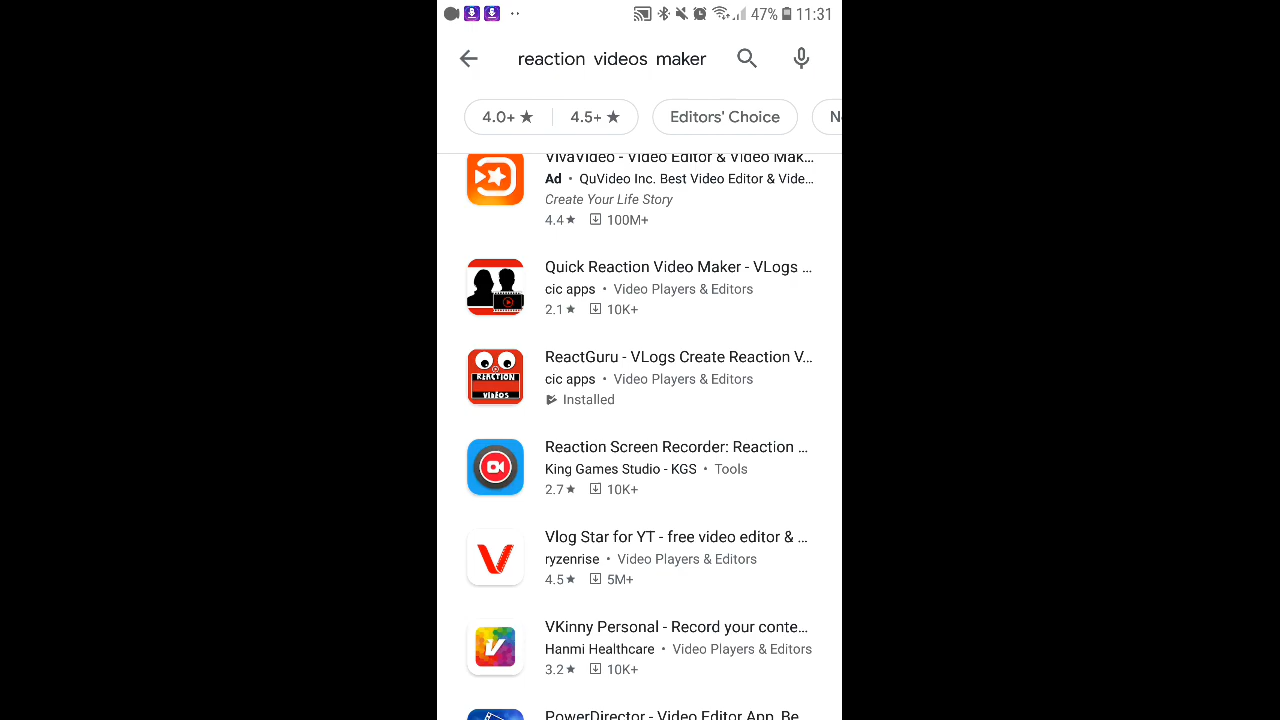 47% 11:31
reaction videos maker
4.0+ ★ 4.5+ ★ Editors' Choice N
VivaVideo - Video Editor & Video Mak...
Ad • QuVideo Inc. Best Video Editor & Vide...
Create Your Life Story
4.4★ 100M+
Quick Reaction Video Maker - VLogs ...
cic apps • Video Players & Editors
2.1★ 10K+
ReactGuru - VLogs Create Reaction V...
cic apps • Video Players & Editors
REACTION
VIDEOS
Installed
Reaction Screen Recorder: Reaction ...
King Games Studio - KGS • Tools
2.7★ 10K+
Vlog Star for YT - free video editor & ...
ryzenrise • Video Players & Editors
4.5★ 5M+
VKinny Personal - Record your conte...
Hanmi Healthcare • Video Players & Editors
3.2★ 10K+
PowerDirector - Video Editor App, Be...